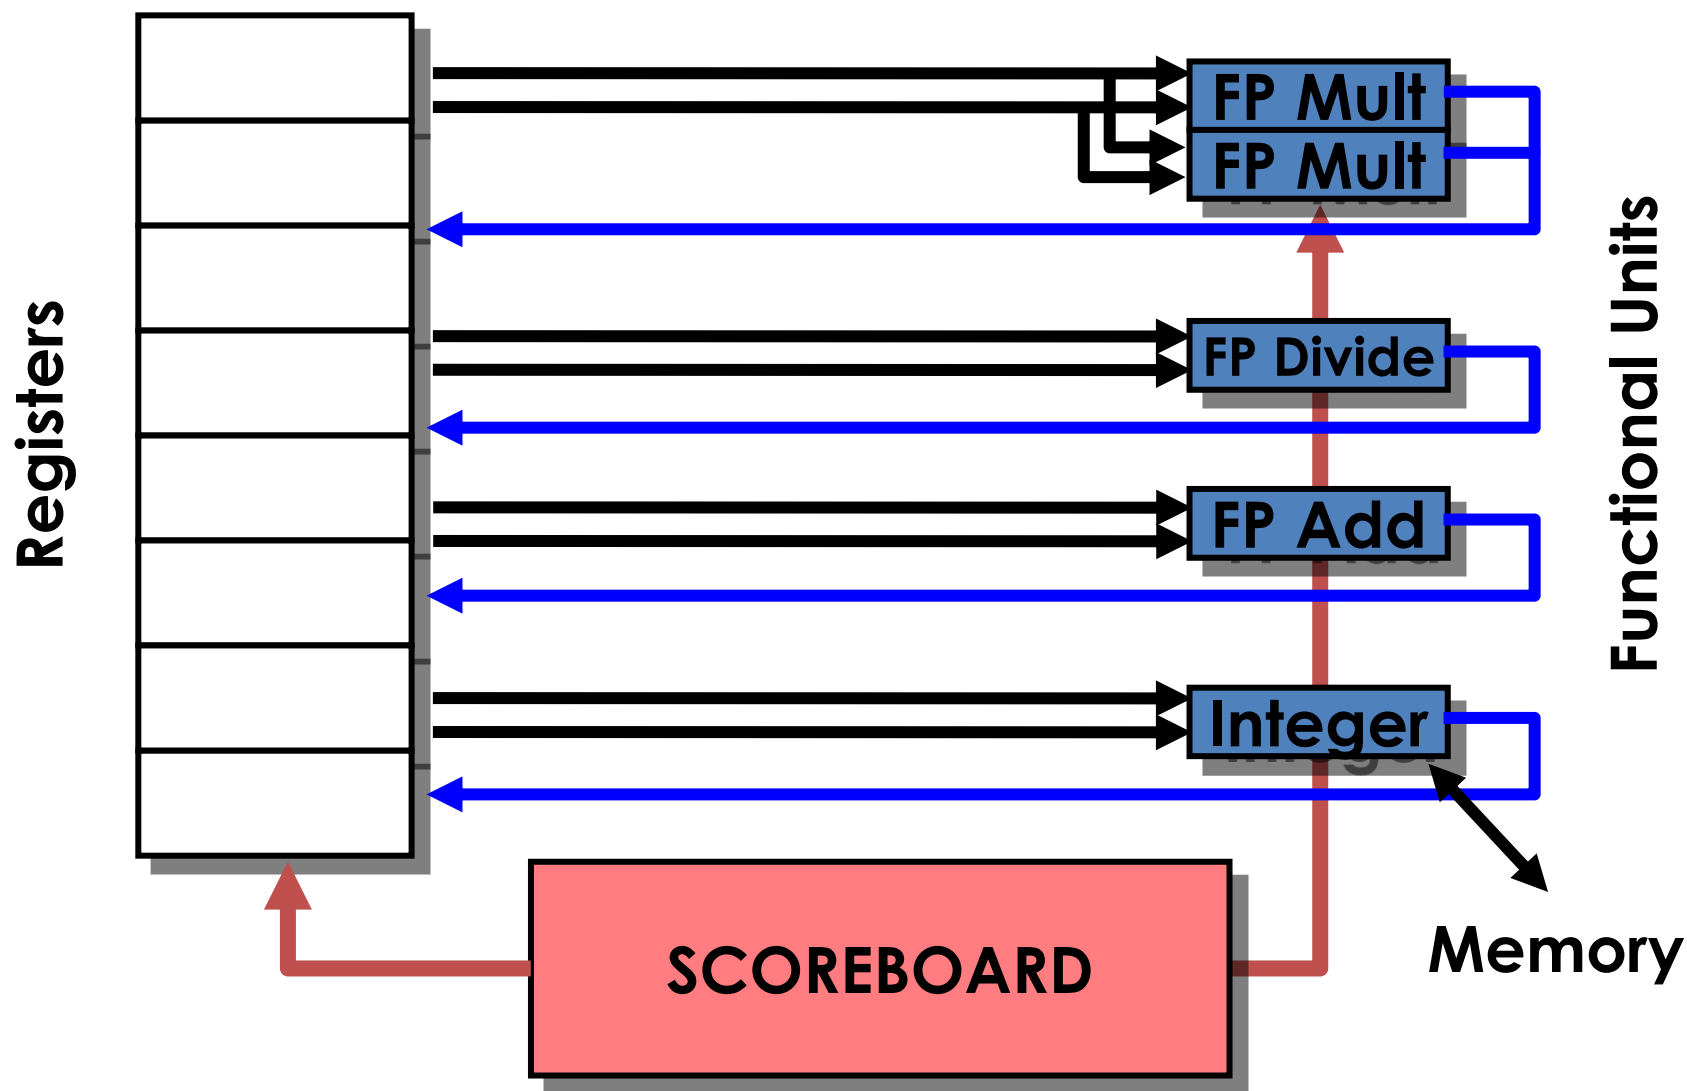 Registers
FP Mult
FP Mult
FP Divide
FP Add
Integer
Functional Units
SCOREBOARD
Memory